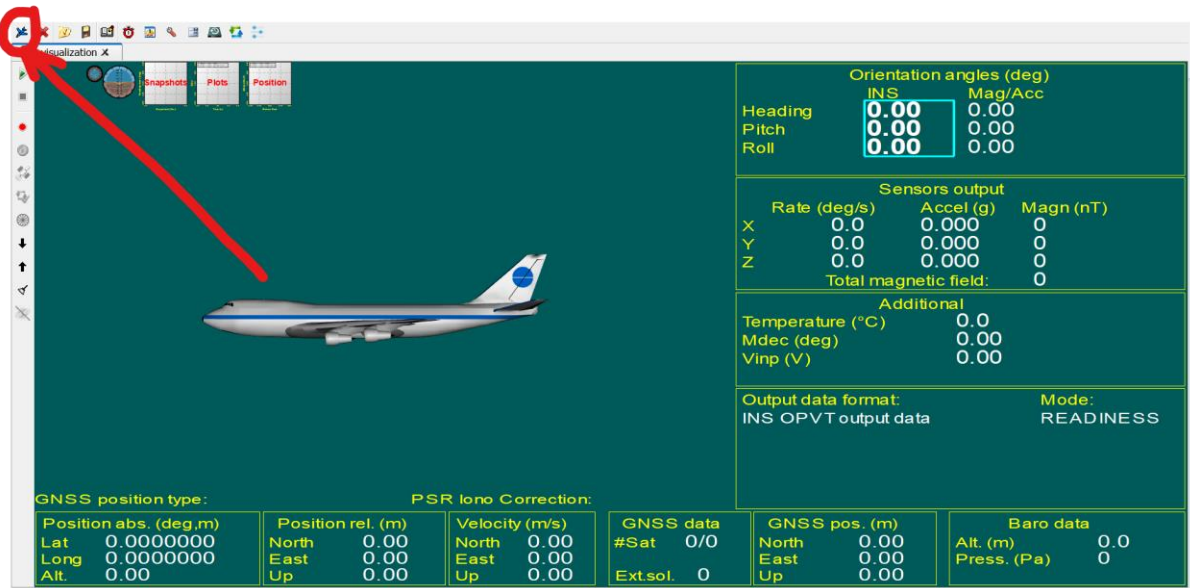 visualization X
Snapshots
Plots
Position
Orientation angles (deg)
INS Mag/Acc
Heading 0.00 0.00
Pitch 0.00 0.00
Roll 0.00 0.00
Sensors output
Rate (deg/s) Accel (g) Magn (nT)
X 0.0 0.000 0
Y 0.0 0.000 0
Z 0.0 0.000 0
Total magnetic field: 0
Additional
Temperature (°C) 0.0
Mdec (deg) 0.00
Vinp (V) 0.00
Output data format: Mode:
INS OPVT output data READINESS
GNSS position type: PSR Iono Correction:
Position abs. (deg,m)
Lat 0.0000000
Long 0.0000000
Alt. 0.00
Position rel. (m)
North 0.00
East 0.00
Up 0.00
Velocity (m/s)
North 0.00
East 0.00
Up 0.00
GNSS data
#Sat 0/0
Ext.sol. 0
GNSS pos. (m)
North 0.00
East 0.00
Up 0.00
Baro data
Alt. (m) 0.0
Press. (Pa) 0